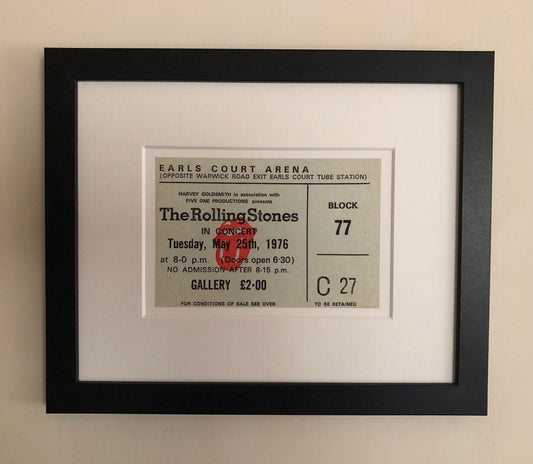 EARLS COURT ARENA
(OPPOSITE WARWICK ROAD EXIT EARLS COURT TUBE STATION)
HARVEY GOLDSMITH in association with
FIVE ONE PRODUCTIONS presents
The Rolling Stones
IN CONCERT
Tuesday, May 25th, 1976
at 8-0 p.m. (Doors open 6·30)
NO ADMISSION AFTER 8-15 p.m.
GALLERY £2·00
FOR CONDITIONS OF SALE SEE OVER
BLOCK
77
C 27
TO BE RETAINED